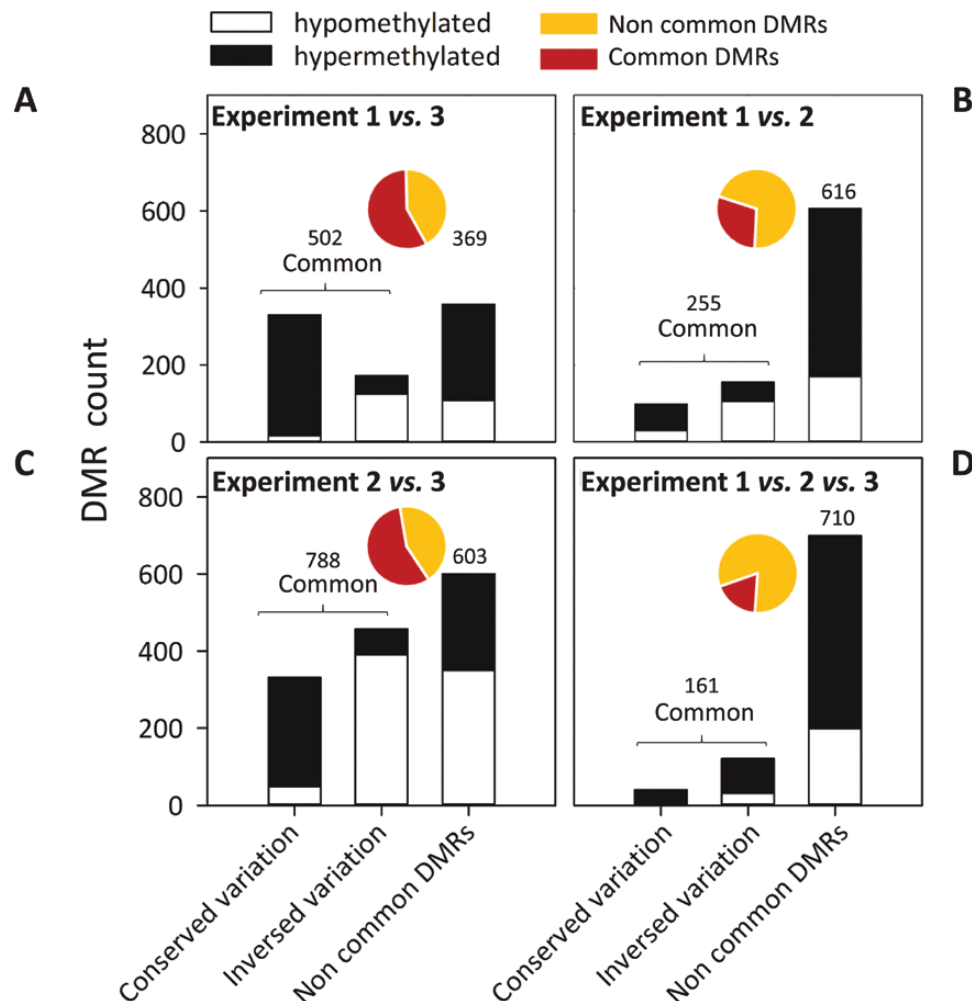 hypomethylated
hypermethylated
Non common DMRs
Common DMRs
A
Experiment 1 vs. 3
800
600
400
200
0
502
Common
369
B
Experiment 1 vs. 2
255
Common
616
DMR count
C
Experiment 2 vs. 3
800
600
400
200
0
788
Common
603
D
Experiment 1 vs. 2 vs. 3
161
Common
710
Conserved variation
Inversed variation
Non common DMRs
Conserved variation
Inversed variation
Non common DMRs